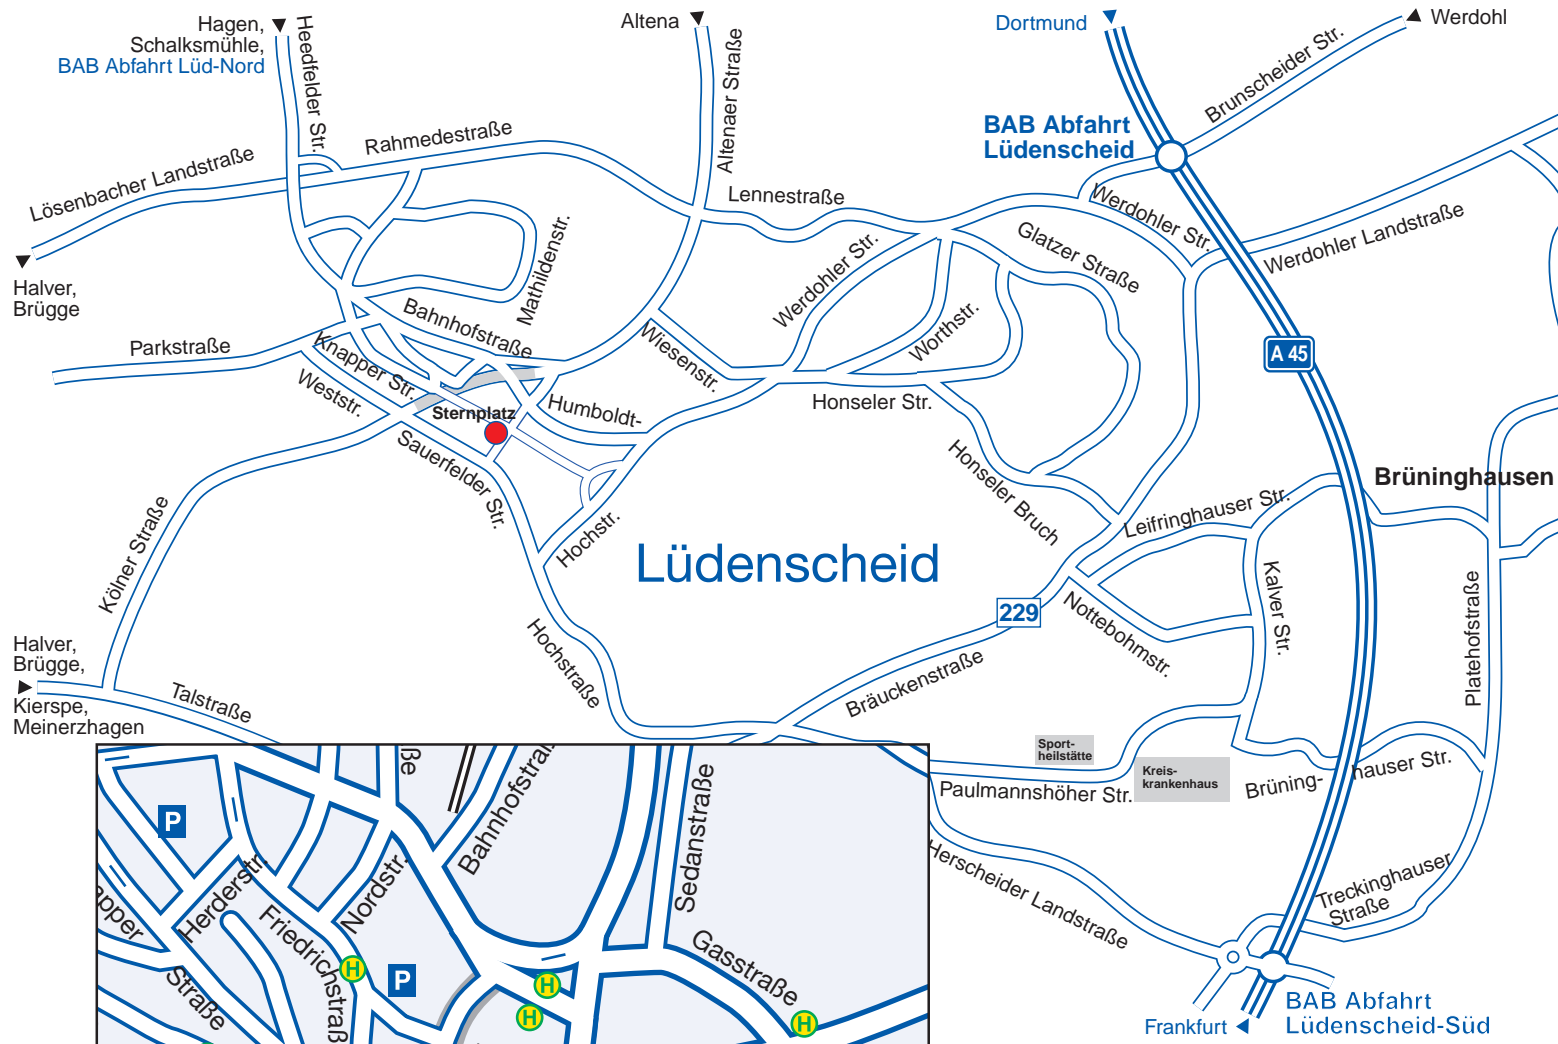 Hagen,
Schalksmühle,
BAB Abfahrt Lüd-Nord
Heedfelder Str.
Altena
Altenaer Straße
Dortmund
Werdohl
Brunscheider Str.
BAB Abfahrt
Lüdenscheid
Rahmedestraße
Lösenbacher Landstraße
Lennestraße
Werdohler Str.
Werdohler Landstraße
Glatzer Straße
Werdohler Str.
Halver,
Brügge
Mathildenstr.
Bahnhofstraße
Parkstraße
Knapper Str.
Weststr.
Wiesenstr.
Worthstr.
A 45
Honseler Str.
Sternplatz
Humboldt-
Sauerfelder Str.
Honseler Bruch
Brüninghausen
Leifringhauser Str.
Kölner Straße
Hochstr.
Lüdenscheid
229
Nottebohmstr.
Kalver Str.
Platehofstraße
Hochstraße
Bräuckenstraße
Halver,
Brügge,
Kierspe,
Meinerzhagen
Talstraße
Sport-
heilstätte
Kreis-
krankenhaus
Paulmannshöher Str.
Brüning-
hauser Str.
Herscheider Landstraße
Treckinghauser
Straße
BAB Abfahrt
Lüdenscheid-Süd
Frankfurt
ße
Bahnhofstraß
Sedanstraße
P
Herderstr.
Nordstr.
pper
Straße
Friedrichstraß
P
H
H
H
Gasstraße
H